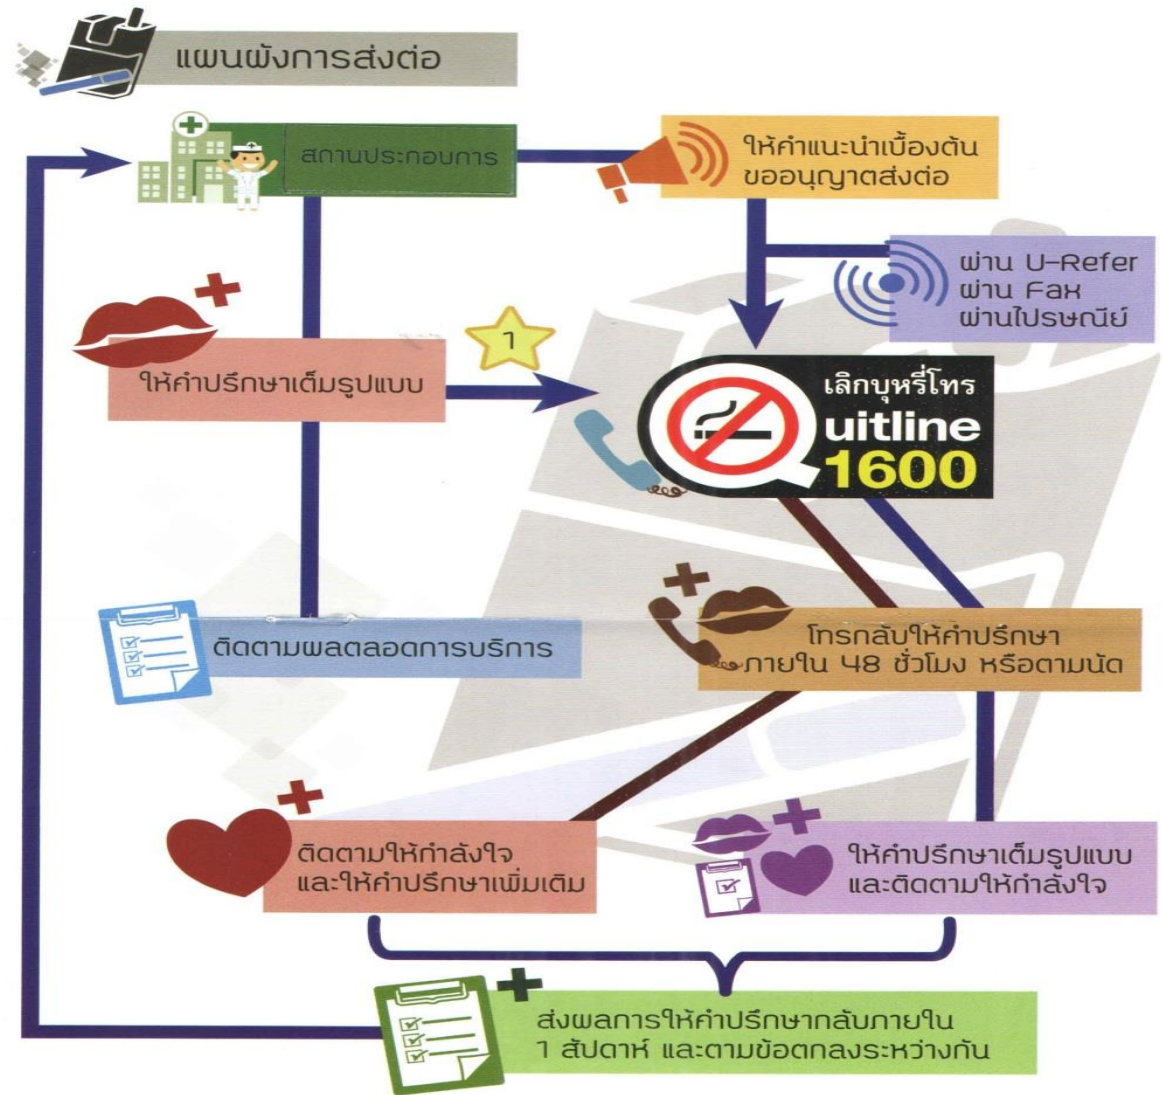 แผนผังการส่งต่อ
สถานประกอบการ
ให้คำแนะนำเบื้องต้น
ขออนุญาตส่งต่อ
ผ่าน U-Refer
ผ่าน Fax
ผ่านไปรษณีย์
1
ให้คำปรึกษาเต็มรูปแบบ
เลิกบุหรี่โทร
Quitline
1600
ติดตามผลตลอดการบริการ
โทรกลับให้คำปรึกษา
ภายใน 48 ชั่วโมง หรือตามนัด
ติดตามให้กำลังใจ
และให้คำปรึกษาเพิ่มเติม
ให้คำปรึกษาเต็มรูปแบบ
และติดตามให้กำลังใจ
ส่งผลการให้คำปรึกษากลับภายใน
1 สัปดาห์ และตามข้อตกลงระหว่างกัน